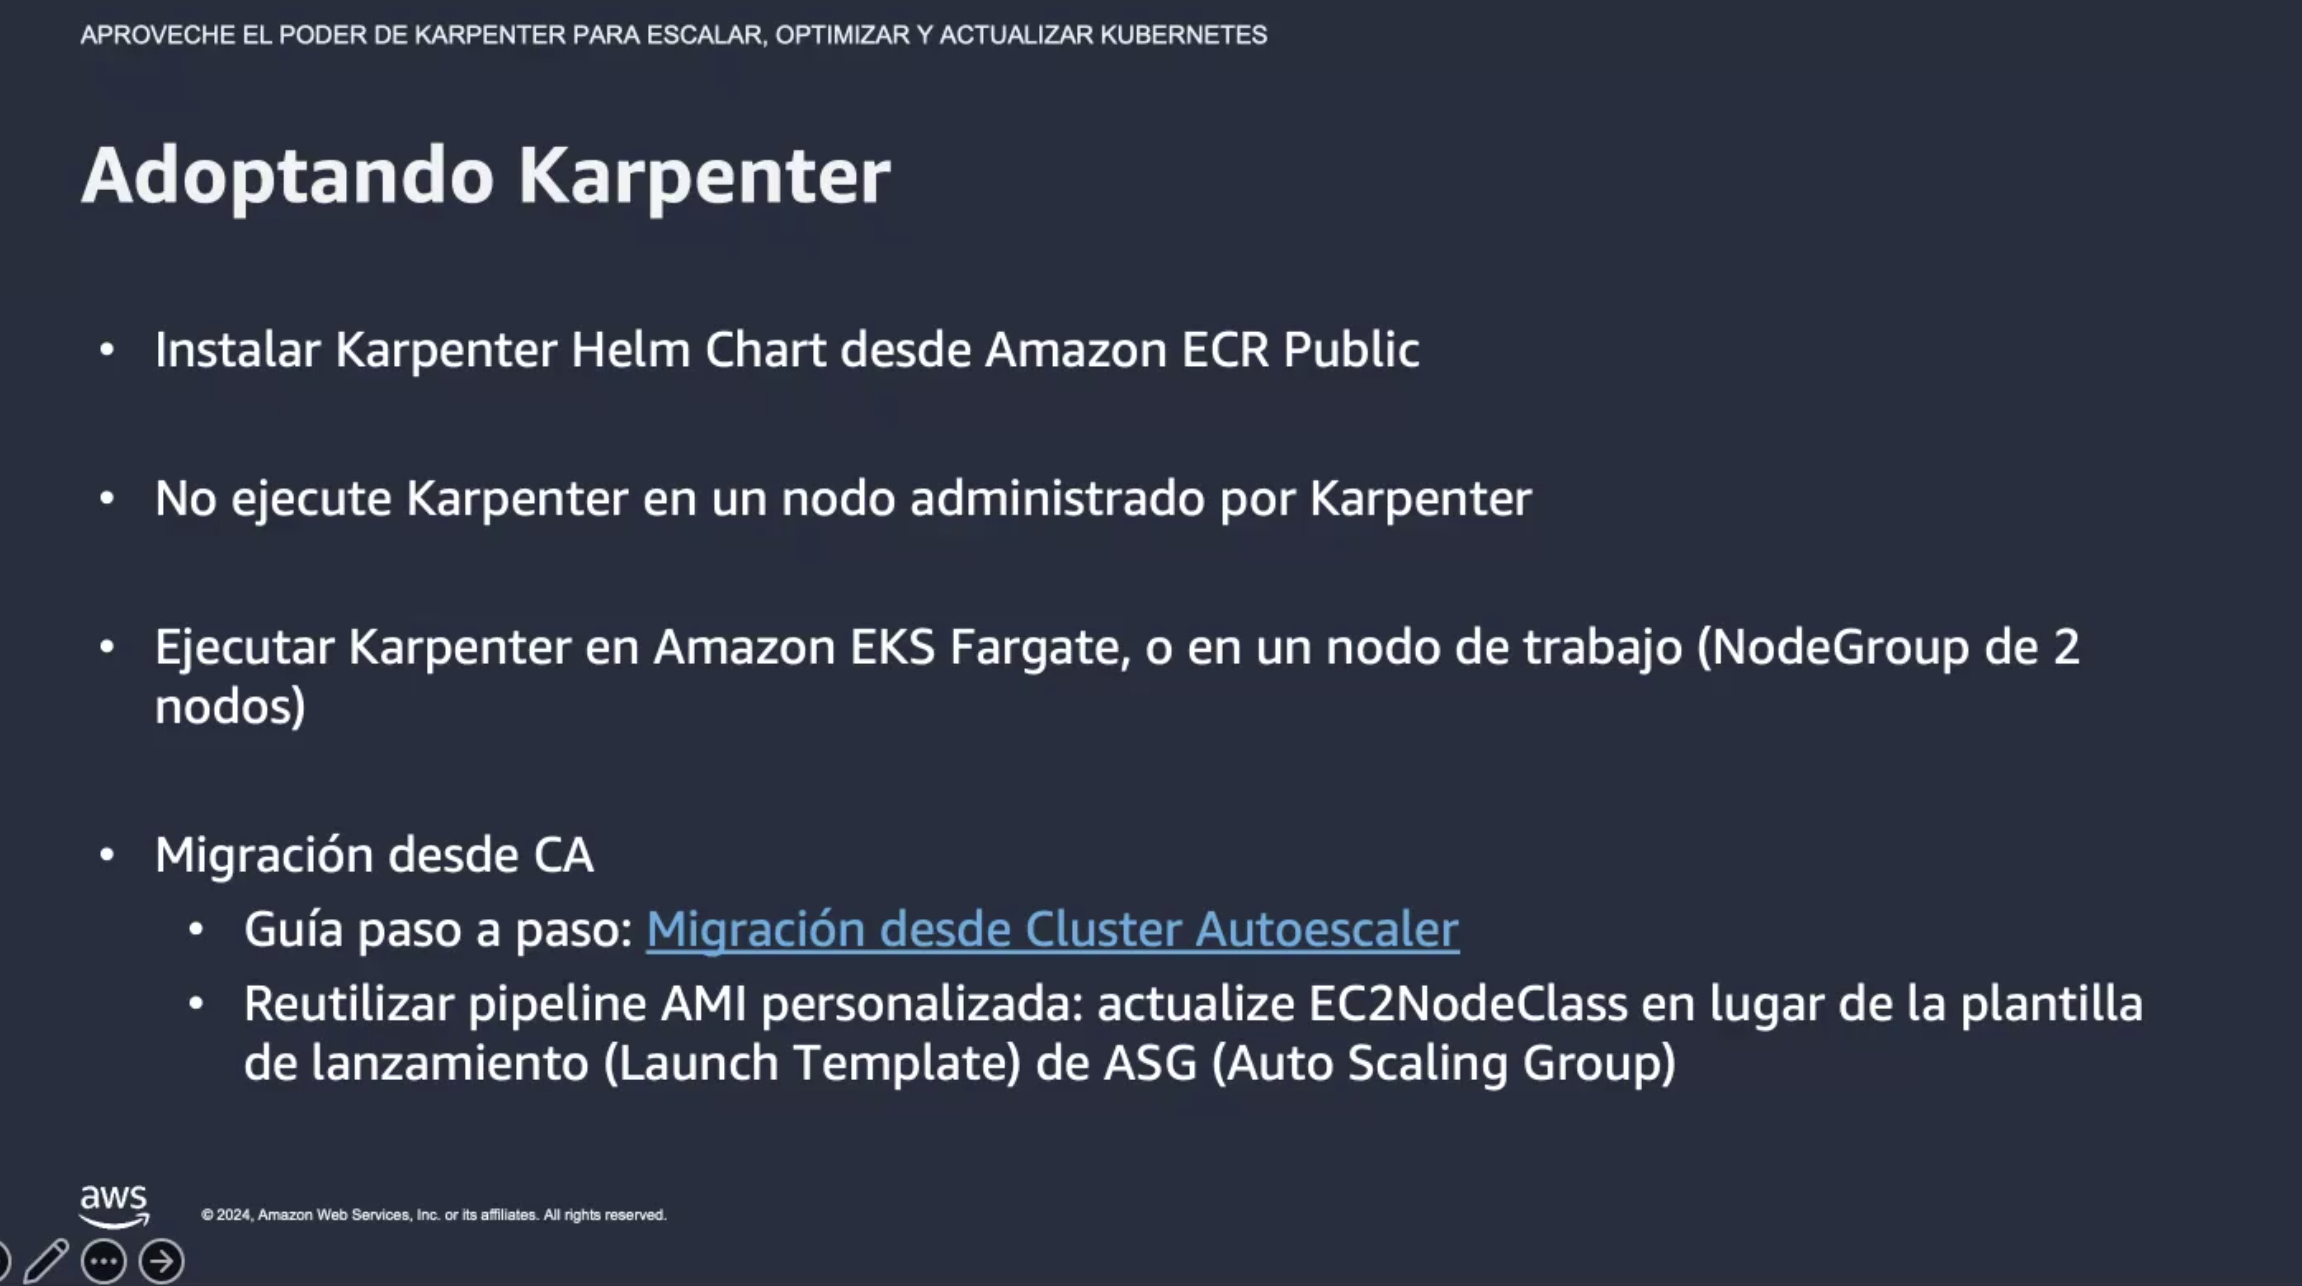 APROVECHE EL PODER DE KARPENTER PARA ESCALAR, OPTIMIZAR Y ACTUALIZAR KUBERNETES
Adoptando Karpenter
• Instalar Karpenter Helm Chart desde Amazon ECR Public
• No ejecute Karpenter en un nodo administrado por Karpenter
• Ejecutar Karpenter en Amazon EKS Fargate, o en un nodo de trabajo (NodeGroup de 2
nodos)
• Migración desde CA
• Guía paso a paso: Migración desde Cluster Autoescaler
• Reutilizar pipeline AMI personalizada: actualize EC2NodeClass en lugar de la plantilla
de lanzamiento (Launch Template) de ASG (Auto Scaling Group)
aws
© 2024, Amazon Web Services, Inc. or its affiliates. All rights reserved.